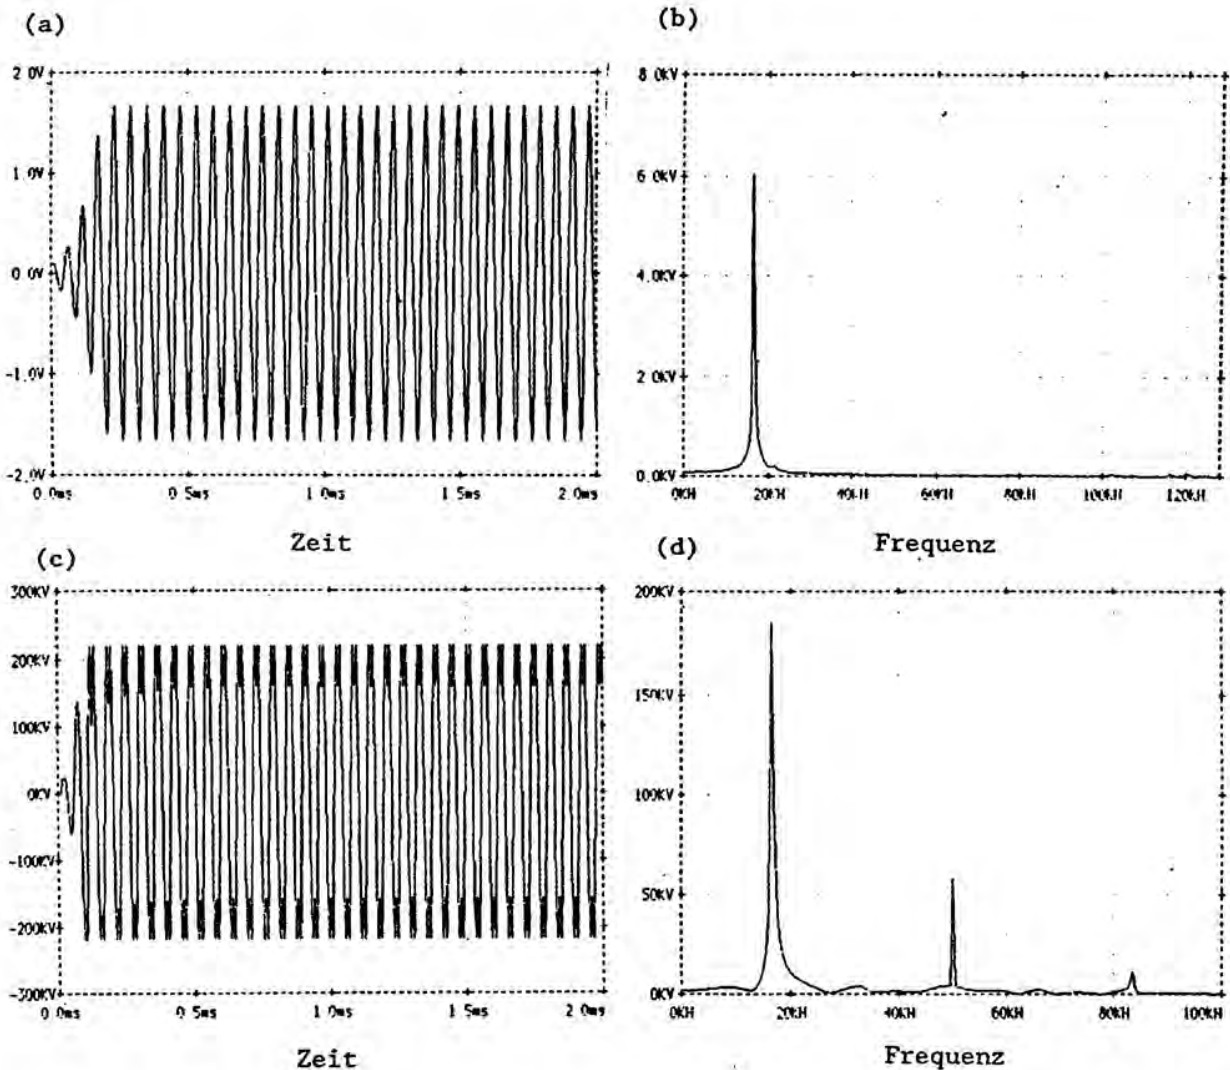 (a)
2.0V
1.0V
0.0V
-1.0V
-2.0V
0.0ms 0.5ms 1.0ms 1.5ms 2.0ms
Zeit
(b)
8.0KV
6.0KV
4.0KV
2.0KV
0.0KV
0KH 20KH 40KH 60KH 80KH 100KH 120KH
Frequenz
(c)
300KV
200KV
100KV
0KV
-100KV
-200KV
-300KV
0.0ms 0.5ms 1.0ms 1.5ms 2.0ms
Zeit
(d)
200KV
150KV
100KV
50KV
0KV
0KH 20KH 40KH 60KH 80KH 100KH
Frequenz